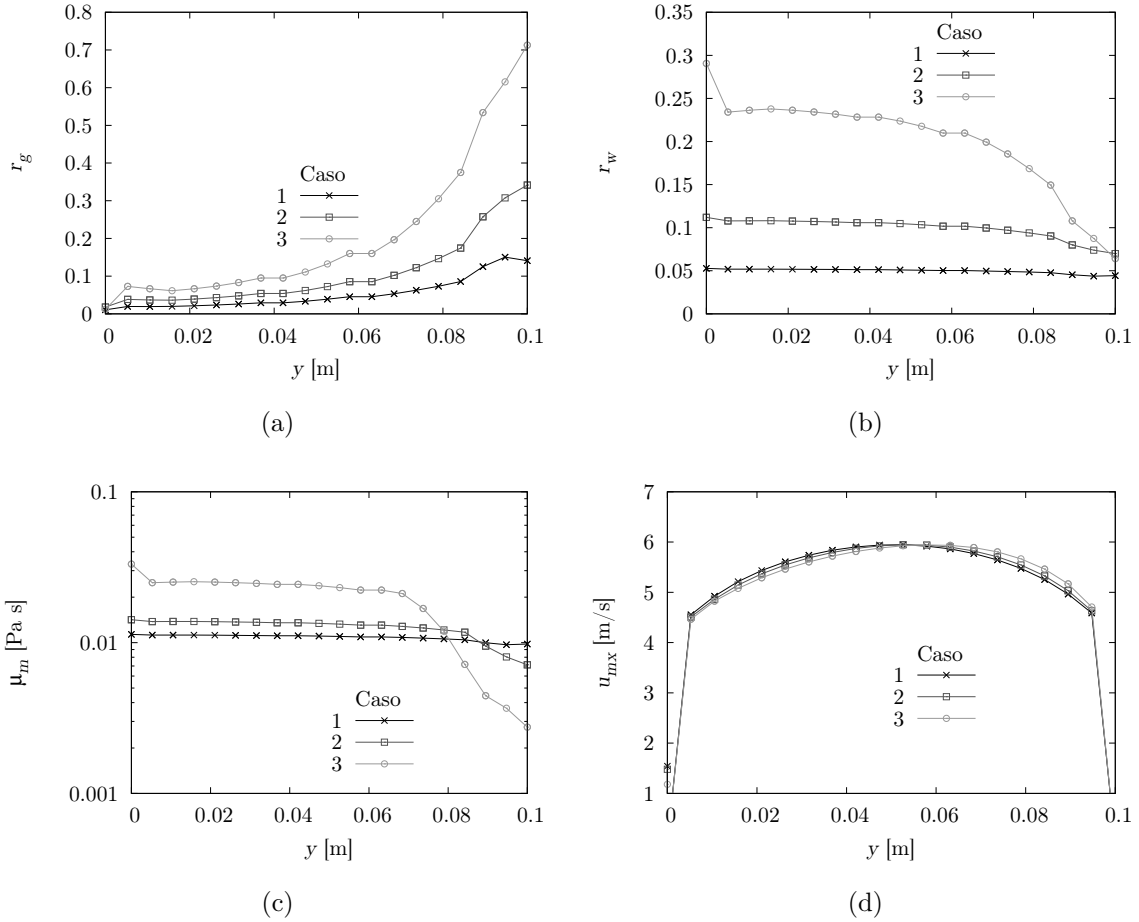 0.8
0.7
0.6
0.5
0.4
0.3
0.2
0.1
0
r_g
Caso
1
2
3
0 0.02 0.04 0.06 0.08 0.1
y [m]
(a)
0.35
0.3
0.25
0.2
0.15
0.1
0.05
0
r_w
Caso
1
2
3
0 0.02 0.04 0.06 0.08 0.1
y [m]
(b)
0.1
0.01
0.001
μ_m [Pa s]
Caso
1
2
3
0 0.02 0.04 0.06 0.08 0.1
y [m]
(c)
7
6
5
4
3
2
1
u_mx [m/s]
Caso
1
2
3
0 0.02 0.04 0.06 0.08 0.1
y [m]
(d)